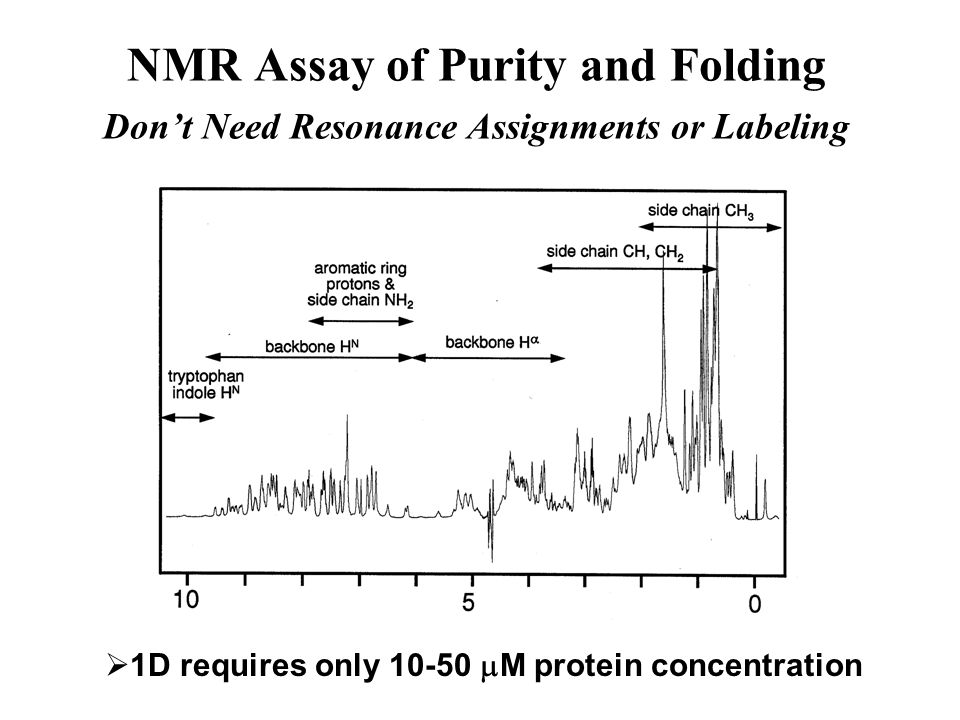 NMR Assay of Purity and Folding
Don’t Need Resonance Assignments or Labeling
side chain CH₃
side chain CH, CH₂
aromatic ring
protons &
side chain NH₂
backbone Hᴺ
backbone Hᵅ
tryptophan
indole Hᴺ
10 5 0
➢1D requires only 10-50 μM protein concentration